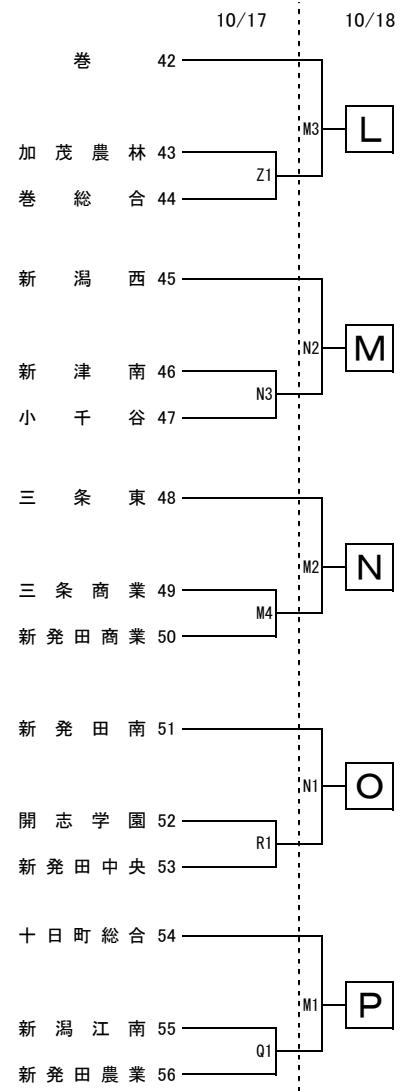 10/17 10/18
巻 42
M3 L
加茂農林 43
Z1
巻総合 44
新潟西 45
N2 M
新津南 46
N3
小千谷 47
三条東 48
M2 N
三条商業 49
M4
新発田商業 50
新発田南 51
N1 O
開志学園 52
R1
新発田中央 53
十日町総合 54
M1 P
新潟江南 55
Q1
新発田農業 56